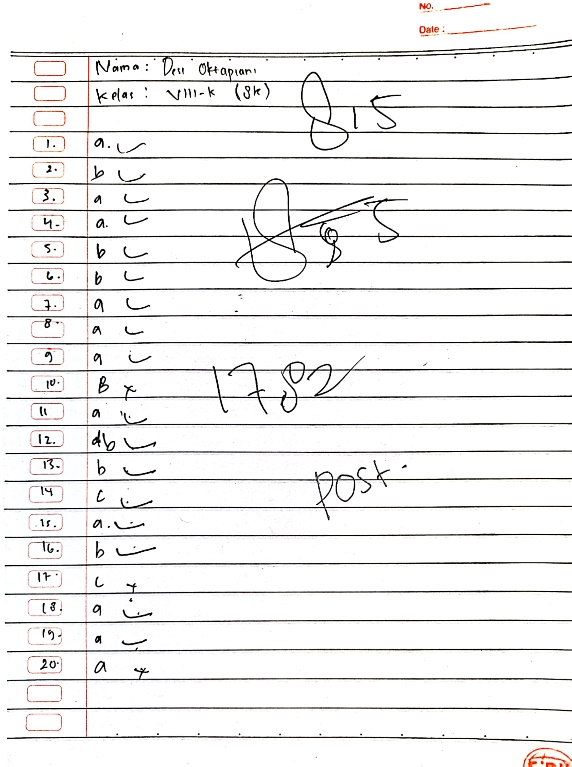 No.
Date :
Nama : Desi Oktapiani
Kelas : VIII-K (8K)
815
1. a.
2. b
3. a
4. a.
5. b
6. b
7. a
8. a
9 a
10. B
11 a
12. b
13. b
14 c
15. a.
16. b
17. c
18. a
19. a
20. a
1782
post.